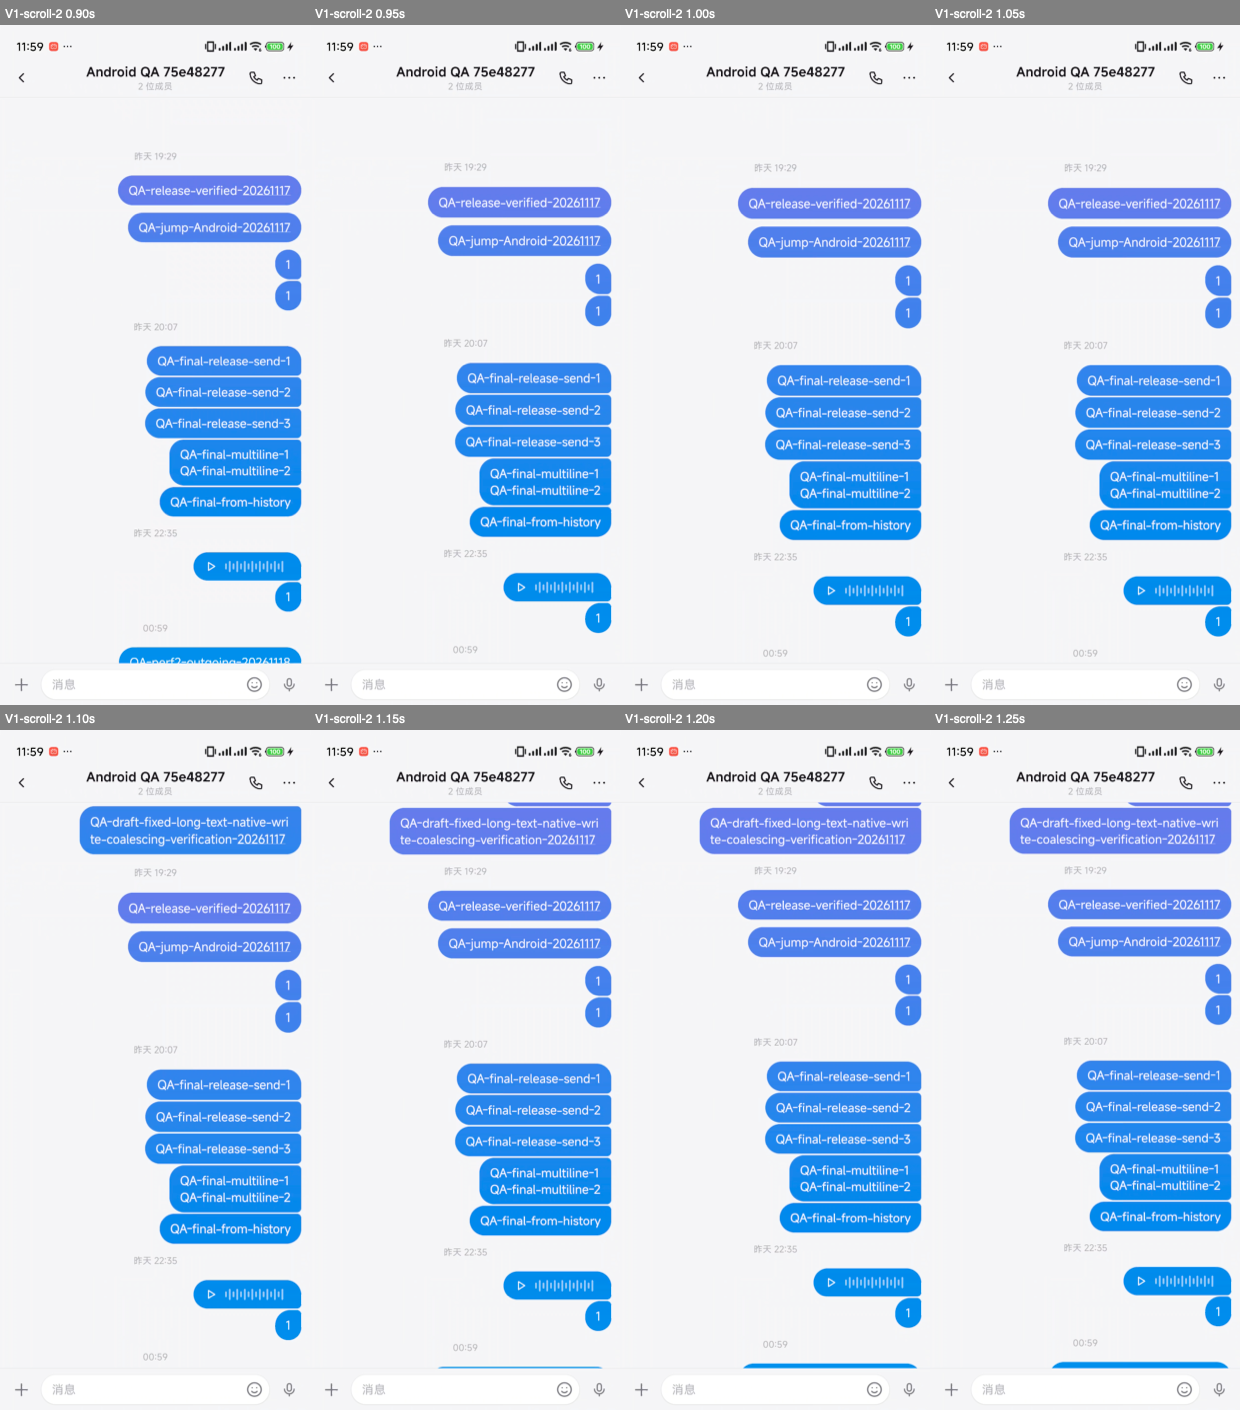 V1-scroll-2 0.90s
11:59 ···
100
Android QA 75e48277
2 位成员
昨天 19:29
QA-release-verified-20261117
QA-jump-Android-20261117
1
1
昨天 20:07
QA-final-release-send-1
QA-final-release-send-2
QA-final-release-send-3
QA-final-multiline-1
QA-final-multiline-2
QA-final-from-history
昨天 22:35
1
00:59
QA-perf2-outgoing-20261118
消息
V1-scroll-2 0.95s
11:59 ···
100
Android QA 75e48277
2 位成员
昨天 19:29
QA-release-verified-20261117
QA-jump-Android-20261117
1
1
昨天 20:07
QA-final-release-send-1
QA-final-release-send-2
QA-final-release-send-3
QA-final-multiline-1
QA-final-multiline-2
QA-final-from-history
昨天 22:35
1
00:59
消息
V1-scroll-2 1.00s
11:59 ···
100
Android QA 75e48277
2 位成员
昨天 19:29
QA-release-verified-20261117
QA-jump-Android-20261117
1
1
昨天 20:07
QA-final-release-send-1
QA-final-release-send-2
QA-final-release-send-3
QA-final-multiline-1
QA-final-multiline-2
QA-final-from-history
昨天 22:35
1
00:59
消息
V1-scroll-2 1.05s
11:59 ···
100
Android QA 75e48277
2 位成员
昨天 19:29
QA-release-verified-20261117
QA-jump-Android-20261117
1
1
昨天 20:07
QA-final-release-send-1
QA-final-release-send-2
QA-final-release-send-3
QA-final-multiline-1
QA-final-multiline-2
QA-final-from-history
昨天 22:35
1
00:59
消息
V1-scroll-2 1.10s
11:59 ···
100
Android QA 75e48277
2 位成员
QA-draft-fixed-long-text-native-wri
te-coalescing-verification-20261117
昨天 19:29
QA-release-verified-20261117
QA-jump-Android-20261117
1
1
昨天 20:07
QA-final-release-send-1
QA-final-release-send-2
QA-final-release-send-3
QA-final-multiline-1
QA-final-multiline-2
QA-final-from-history
昨天 22:35
1
00:59
消息
V1-scroll-2 1.15s
11:59 ···
100
Android QA 75e48277
2 位成员
QA-draft-fixed-long-text-native-wri
te-coalescing-verification-20261117
昨天 19:29
QA-release-verified-20261117
QA-jump-Android-20261117
1
1
昨天 20:07
QA-final-release-send-1
QA-final-release-send-2
QA-final-release-send-3
QA-final-multiline-1
QA-final-multiline-2
QA-final-from-history
昨天 22:35
1
00:59
消息
V1-scroll-2 1.20s
11:59 ···
100
Android QA 75e48277
2 位成员
QA-draft-fixed-long-text-native-wri
te-coalescing-verification-20261117
昨天 19:29
QA-release-verified-20261117
QA-jump-Android-20261117
1
1
昨天 20:07
QA-final-release-send-1
QA-final-release-send-2
QA-final-release-send-3
QA-final-multiline-1
QA-final-multiline-2
QA-final-from-history
昨天 22:35
1
00:59
消息
V1-scroll-2 1.25s
11:59 ···
100
Android QA 75e48277
2 位成员
QA-draft-fixed-long-text-native-wri
te-coalescing-verification-20261117
昨天 19:29
QA-release-verified-20261117
QA-jump-Android-20261117
1
1
昨天 20:07
QA-final-release-send-1
QA-final-release-send-2
QA-final-release-send-3
QA-final-multiline-1
QA-final-multiline-2
QA-final-from-history
昨天 22:35
1
00:59
消息